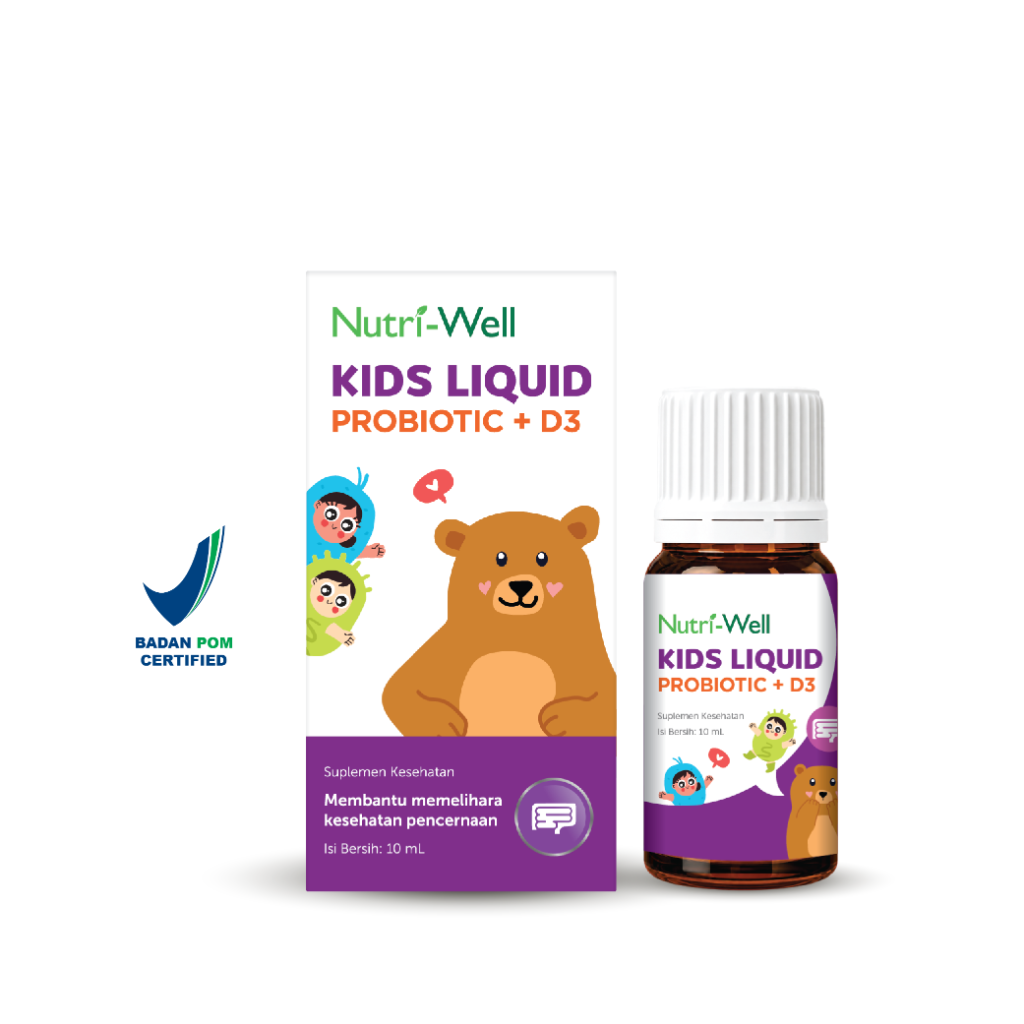 Nutri-Well
KIDS LIQUID
PROBIOTIC + D3
Suplemen Kesehatan
Membantu memelihara
kesehatan pencernaan
Isi Bersih: 10 mL
BADAN POM
CERTIFIED
Nutri-Well
KIDS LIQUID
PROBIOTIC + D3
Suplemen Kesehatan
Isi Bersih: 10 mL